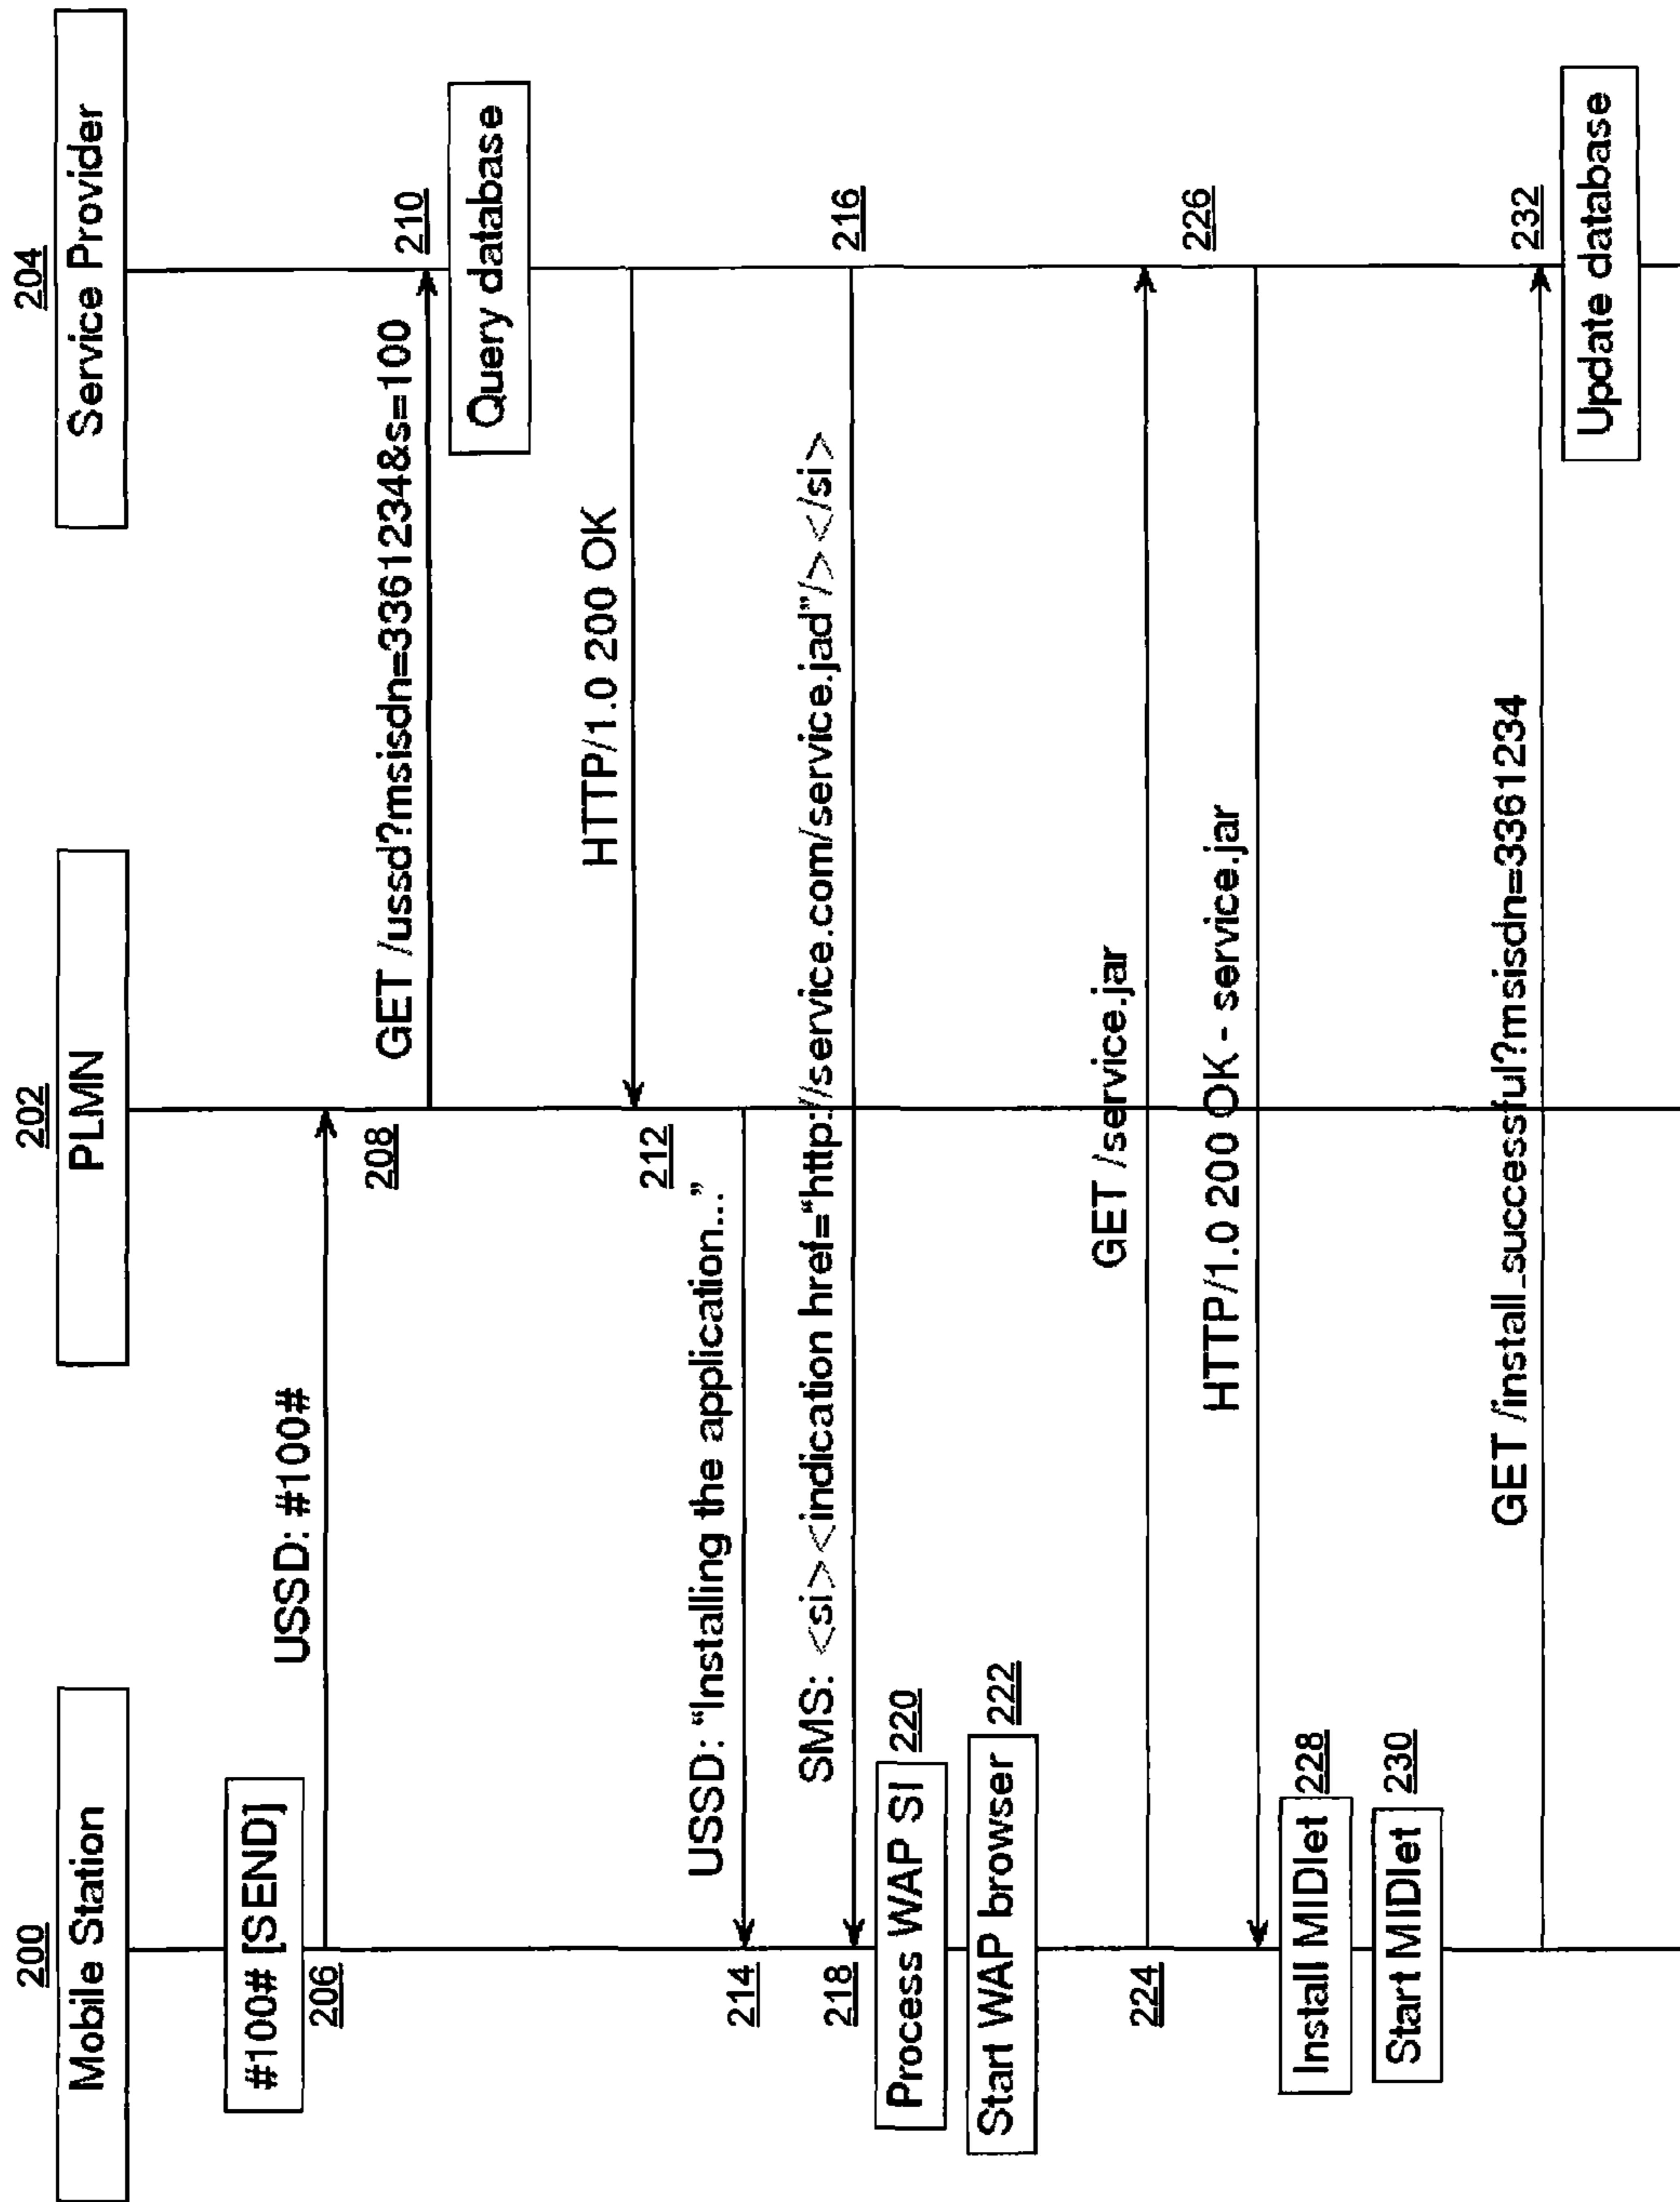 200
Mobile Station
202
PLMN
204
Service Provider
#100# [SEND]
206
USSD: #100#
208
GET /ussd?msisdn=3361234&s=100
210
Query database
HTTP/1.0 200 OK
212
USSD: “Installing the application...”
214
SMS: <si><indication href=“http://service.com/service.jad”/></si>
216
218
Process WAP SI 220
Start WAP browser 222
GET /service.jar
224
226
HTTP/1.0 200 OK - service.jar
Install MIDlet 228
Start MIDlet 230
GET /install_successful?msisdn=3361234
232
Update database